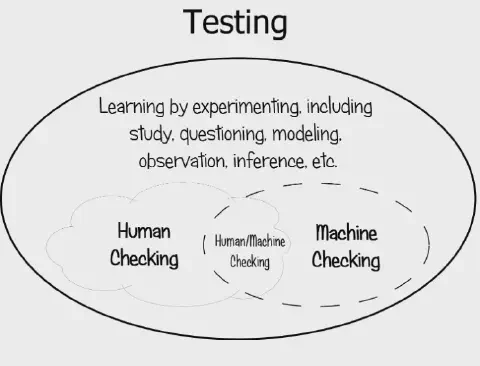 Testing
Learning by experimenting, including
study, questioning, modeling,
observation, inference, etc.
Human
Checking
Human/Machine
Checking
Machine
Checking